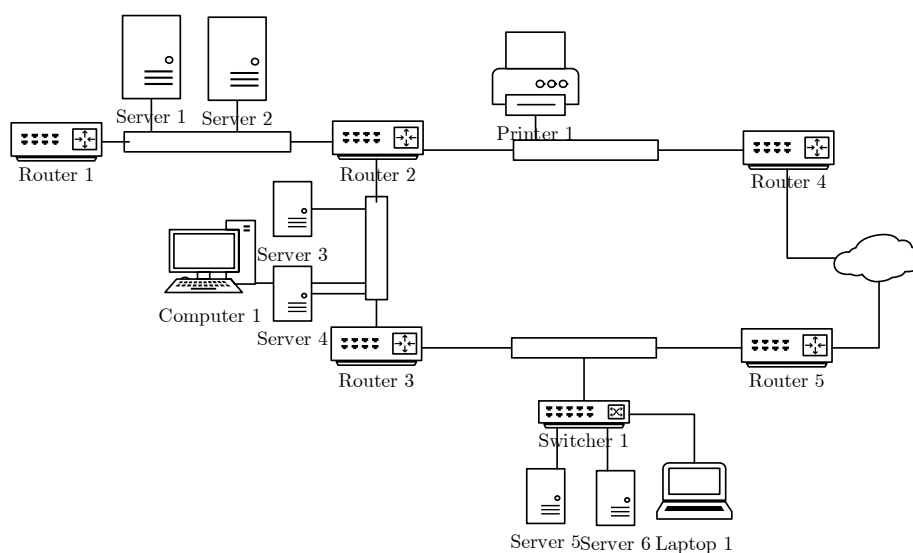 Server 1
Server 2
Printer 1
Router 1
Router 2
Router 4
Server 3
Computer 1
Server 4
Router 3
Router 5
Switcher 1
Server 5
Server 6
Laptop 1